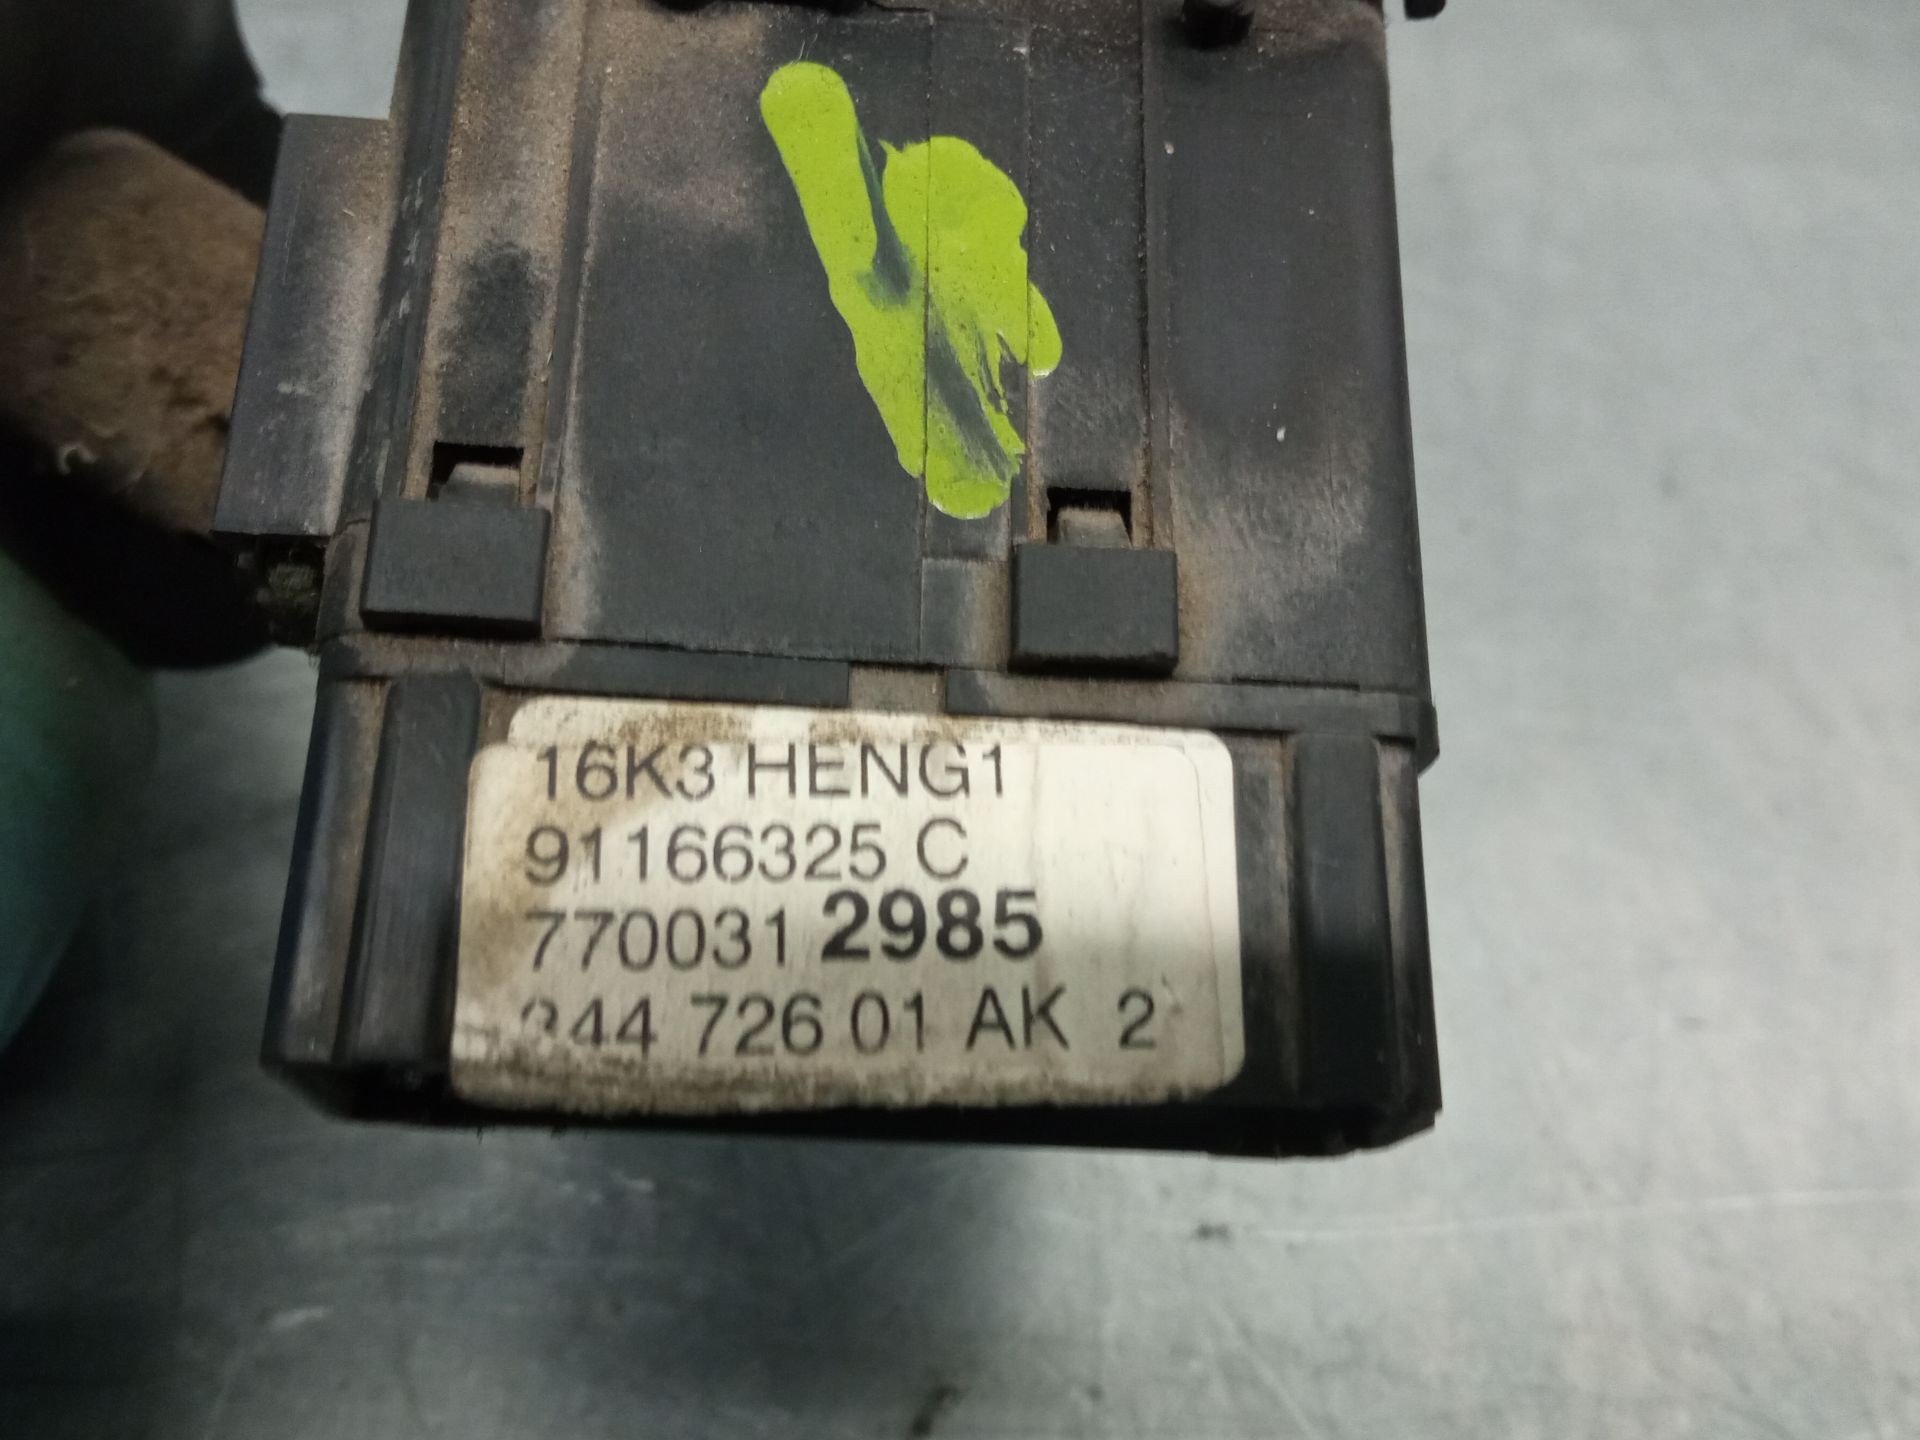 16K3 HENG1
91166325 C
770031 2985
344 726 01 AK 2